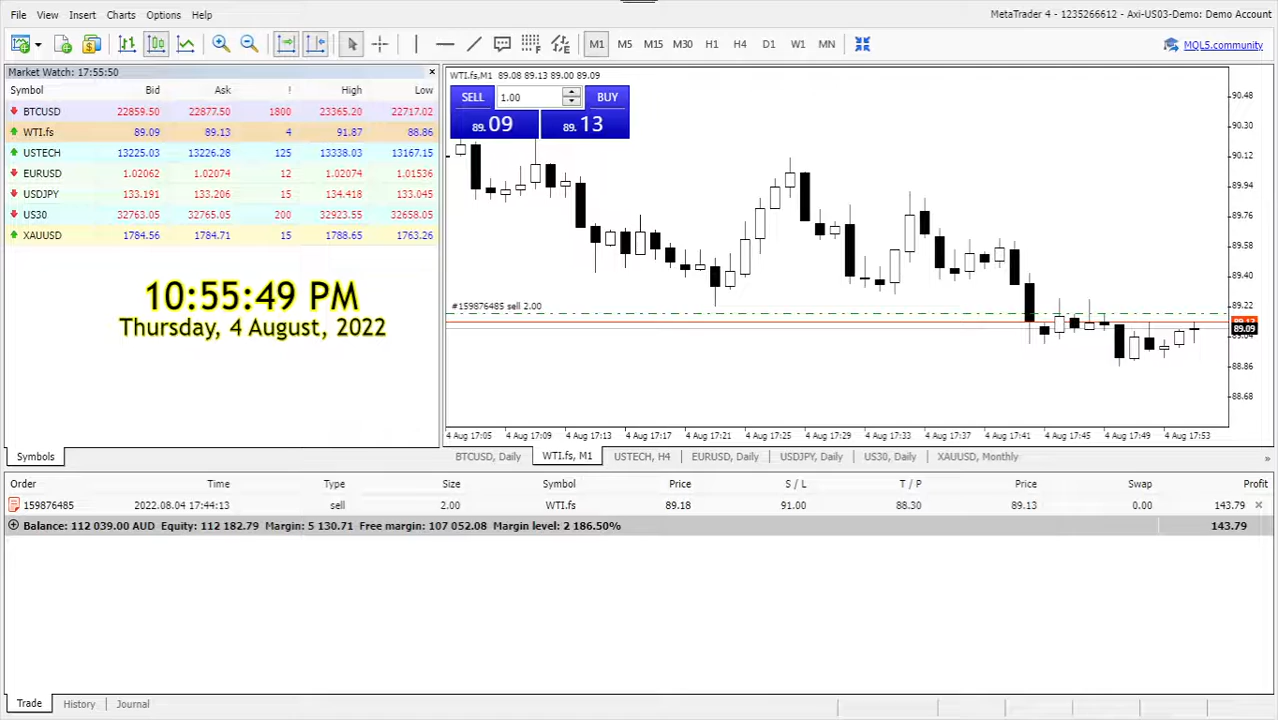 File View Insert Charts Options Help
MetaTrader 4 - 1235266612 - Axi-US03-Demo: Demo Account
M1 M5 M15 M30 H1 H4 D1 W1 MN
MQL5.community
Market Watch: 17:55:50
Symbol Bid Ask ! High Low
BTCUSD 22859.50 22877.50 1800 23365.20 22717.02
WTI.fs 89.09 89.13 4 91.87 88.86
USTECH 13225.03 13226.28 125 13338.03 13167.15
EURUSD 1.02062 1.02074 12 1.02074 1.01536
USDJPY 133.191 133.206 15 134.418 133.045
US30 32763.05 32765.05 200 32923.55 32658.05
XAUUSD 1784.56 1784.71 15 1788.65 1763.26
10:55:49 PM
Thursday, 4 August, 2022
Symbols
WTI.fs,M1 89.08 89.13 89.00 89.09
SELL 1.00 BUY
89.09 89.13
#159876485 sell 2.00
90.48
90.30
90.12
89.94
89.76
89.58
89.40
89.22
89.13
89.09
89.04
88.86
88.68
4 Aug 17:05 4 Aug 17:09 4 Aug 17:13 4 Aug 17:17 4 Aug 17:21 4 Aug 17:25 4 Aug 17:29 4 Aug 17:33 4 Aug 17:37 4 Aug 17:41 4 Aug 17:45 4 Aug 17:49 4 Aug 17:53
BTCUSD, Daily WTI.fs, M1 USTECH, H4 EURUSD, Daily USDJPY, Daily US30, Daily XAUUSD, Monthly
Order Time Type Size Symbol Price S / L T / P Price Swap Profit
159876485 2022.08.04 17:44:13 sell 2.00 WTI.fs 89.18 91.00 88.30 89.13 0.00 143.79
Balance: 112 039.00 AUD Equity: 112 182.79 Margin: 5 130.71 Free margin: 107 052.08 Margin level: 2 186.50% 143.79
Trade History Journal